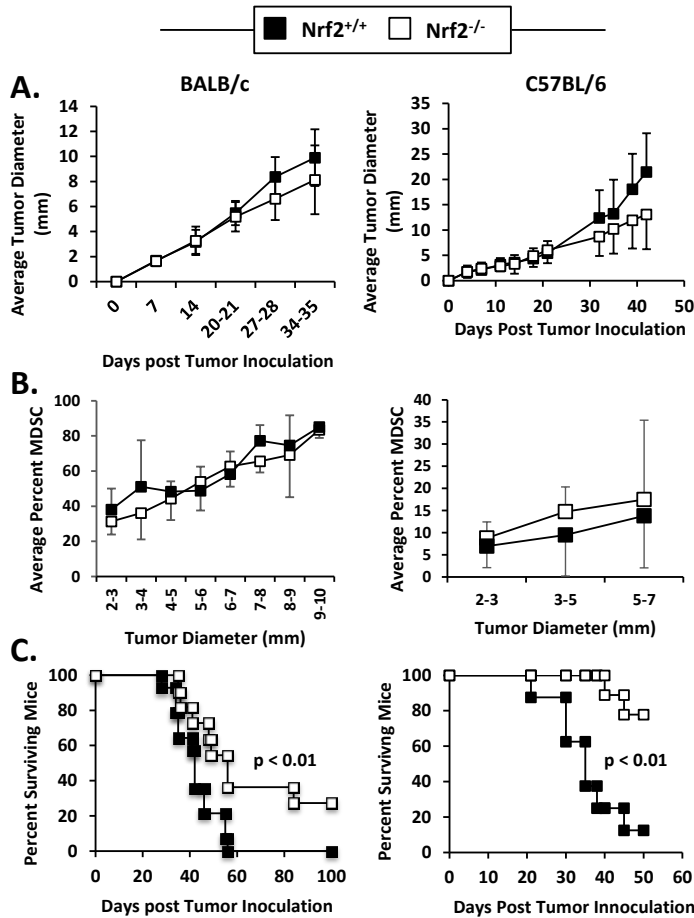 Nrf2+/+ Nrf2-/-
A.
BALB/c
C57BL/6
Average Tumor Diameter
(mm)
14
12
10
8
6
4
2
0
0 7 14 20-21 27-28 34-35
Days post Tumor Inoculation
Average Tumor Diameter
(mm)
35
30
25
20
15
10
5
0
0 10 20 30 40 50
Days Post Tumor Inoculation
B.
Average Percent MDSC
100
80
60
40
20
0
2-3 3-4 4-5 5-6 6-7 7-8 8-9 9-10
Tumor Diameter (mm)
Average Percent MDSC
40
35
30
25
20
15
10
5
0
2-3 3-5 5-7
Tumor Diameter (mm)
C.
Percent Surviving Mice
100
80
60
40
20
0
p < 0.01
0 20 40 60 80 100
Days post Tumor Inoculation
Percent Survivng Mice
100
80
60
40
20
0
p < 0.01
0 10 20 30 40 50 60
Days post Tumor Innoculation